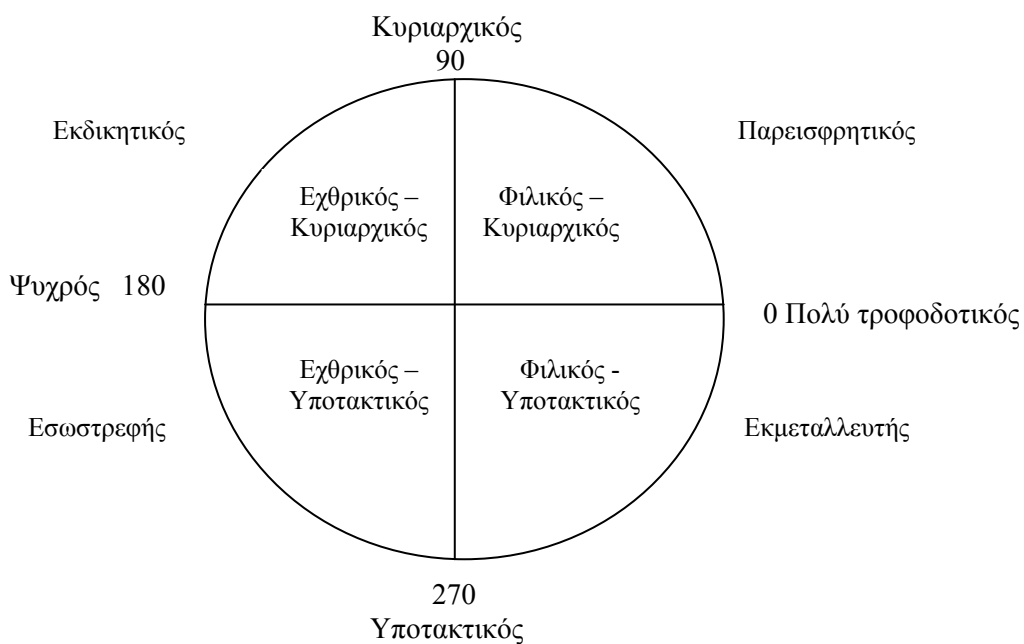 Κυριαρχικός
90
Εκδικητικός
Παρεισφρητικός
Εχθρικός –
Κυριαρχικός
Φιλικός –
Κυριαρχικός
Ψυχρός 180
0 Πολύ τροφοδοτικός
Εχθρικός –
Υποτακτικός
Φιλικός -
Υποτακτικός
Εσωστρεφής
Εκμεταλλευτής
270
Υποτακτικός